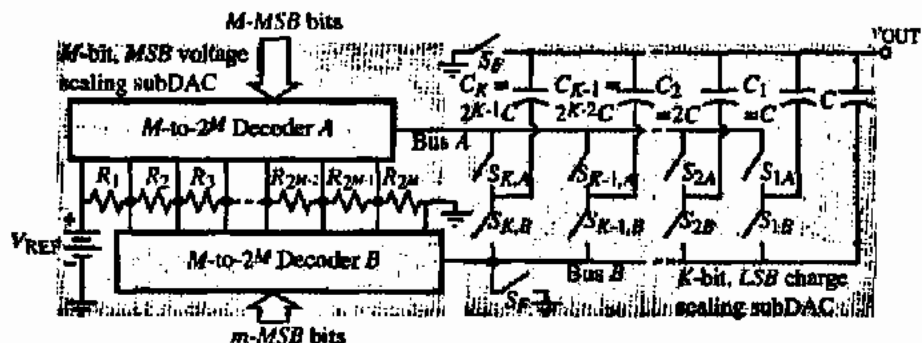 M-MSB bits
M-bit, MSB voltage
scaling subDAC
M-to-2^M Decoder A
R_1 R_2 R_3 R_{2^M-2} R_{2^M-1} R_{2^M}
V_REF
M-to-2^M Decoder B
m-MSB bits
S_F
v_OUT
C_K = 2^{K-1}C
C_{K-1} = 2^{K-2}C
C_2 = 2C
C_1 = C
C
Bus A
S_{K,A} S_{K-1,A} S_{2A} S_{1A}
S_{K,B} S_{K-1,B} S_{2B} S_{1B}
Bus B
S_F
K-bit, LSB charge
scaling subDAC